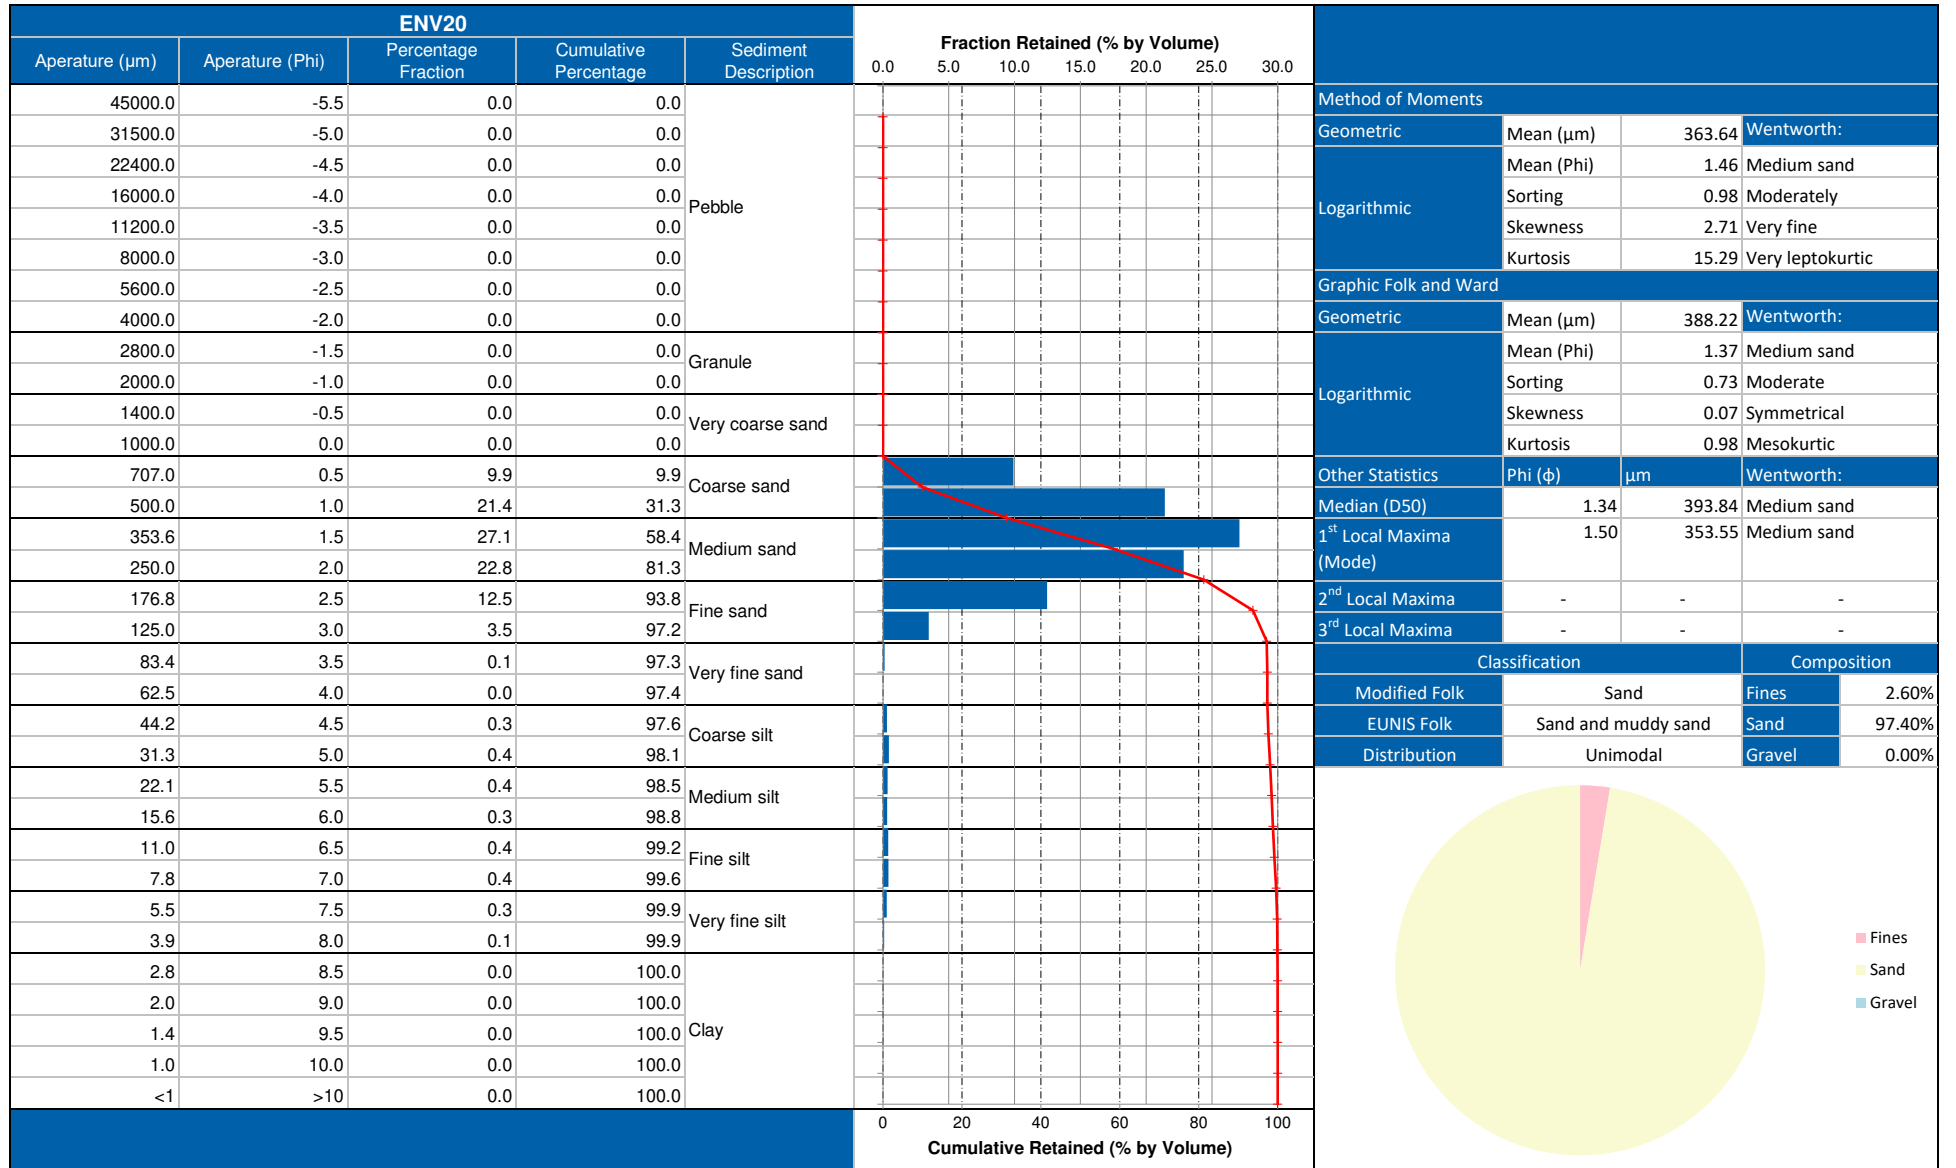 ENV20
Aperature (µm) Aperature (Phi) Percentage Fraction Cumulative Percentage Sediment Description
45000.0 -5.5 0.0 0.0
31500.0 -5.0 0.0 0.0
22400.0 -4.5 0.0 0.0
16000.0 -4.0 0.0 0.0 Pebble
11200.0 -3.5 0.0 0.0
8000.0 -3.0 0.0 0.0
5600.0 -2.5 0.0 0.0
4000.0 -2.0 0.0 0.0
2800.0 -1.5 0.0 0.0 Granule
2000.0 -1.0 0.0 0.0
1400.0 -0.5 0.0 0.0 Very coarse sand
1000.0 0.0 0.0 0.0
707.0 0.5 9.9 9.9 Coarse sand
500.0 1.0 21.4 31.3
353.6 1.5 27.1 58.4 Medium sand
250.0 2.0 22.8 81.3
176.8 2.5 12.5 93.8 Fine sand
125.0 3.0 3.5 97.2
83.4 3.5 0.1 97.3 Very fine sand
62.5 4.0 0.0 97.4
44.2 4.5 0.3 97.6 Coarse silt
31.3 5.0 0.4 98.1
22.1 5.5 0.4 98.5 Medium silt
15.6 6.0 0.3 98.8
11.0 6.5 0.4 99.2 Fine silt
7.8 7.0 0.4 99.6
5.5 7.5 0.3 99.9 Very fine silt
3.9 8.0 0.1 99.9
2.8 8.5 0.0 100.0
2.0 9.0 0.0 100.0
1.4 9.5 0.0 100.0 Clay
1.0 10.0 0.0 100.0
<1 >10 0.0 100.0
Fraction Retained (% by Volume)
0.0 5.0 10.0 15.0 20.0 25.0 30.0
0 20 40 60 80 100
Cumulative Retained (% by Volume)
Method of Moments
Geometric Mean (µm) 363.64 Wentworth:
Logarithmic
Mean (Phi) 1.46 Medium sand
Sorting 0.98 Moderately
Skewness 2.71 Very fine
Kurtosis 15.29 Very leptokurtic
Graphic Folk and Ward
Geometric Mean (µm) 388.22 Wentworth:
Logarithmic
Mean (Phi) 1.37 Medium sand
Sorting 0.73 Moderate
Skewness 0.07 Symmetrical
Kurtosis 0.98 Mesokurtic
Other Statistics Phi (ϕ) µm Wentworth:
Median (D50) 1.34 393.84 Medium sand
1st Local Maxima 1.50 353.55 Medium sand
(Mode)
2nd Local Maxima - - -
3rd Local Maxima - - -
Classification Composition
Modified Folk Sand Fines 2.60%
EUNIS Folk Sand and muddy sand Sand 97.40%
Distribution Unimodal Gravel 0.00%
Fines
Sand
Gravel